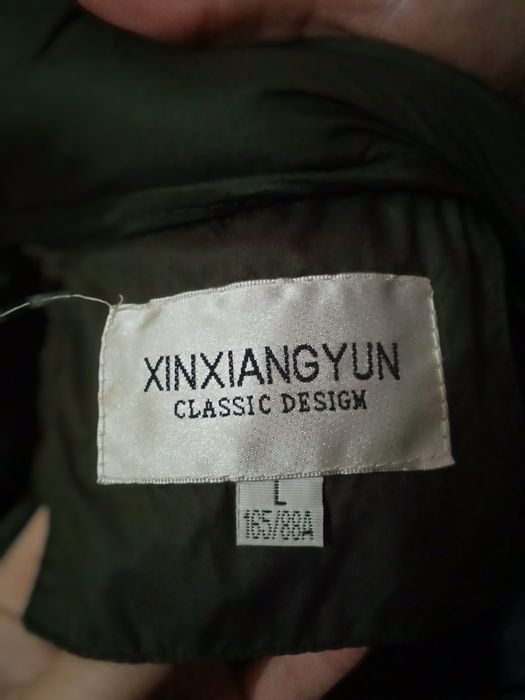 XINXIANGYUN
CLASSIC DESIGM
L
165/88A